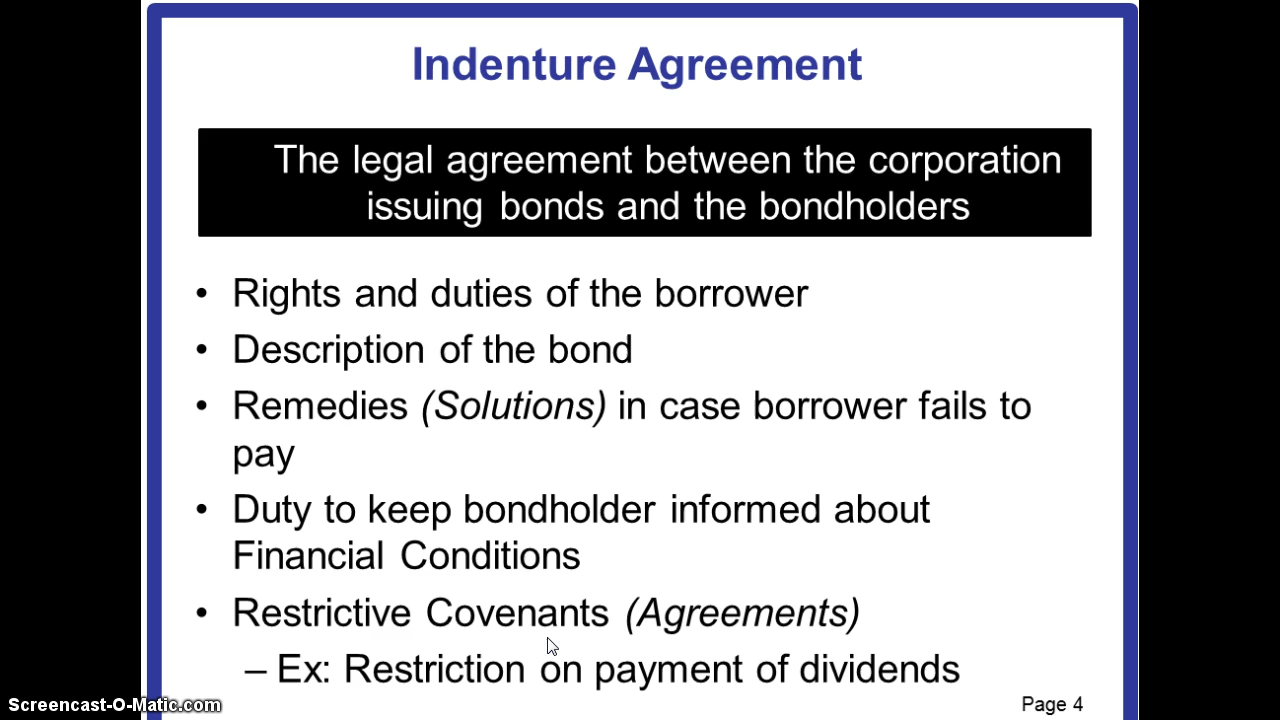 Indenture Agreement
The legal agreement between the corporation
issuing bonds and the bondholders
• Rights and duties of the borrower
• Description of the bond
• Remedies (Solutions) in case borrower fails to
pay
• Duty to keep bondholder informed about
Financial Conditions
• Restrictive Covenants (Agreements)
– Ex: Restriction on payment of dividends
Page 4
Screencast-O-Matic.com